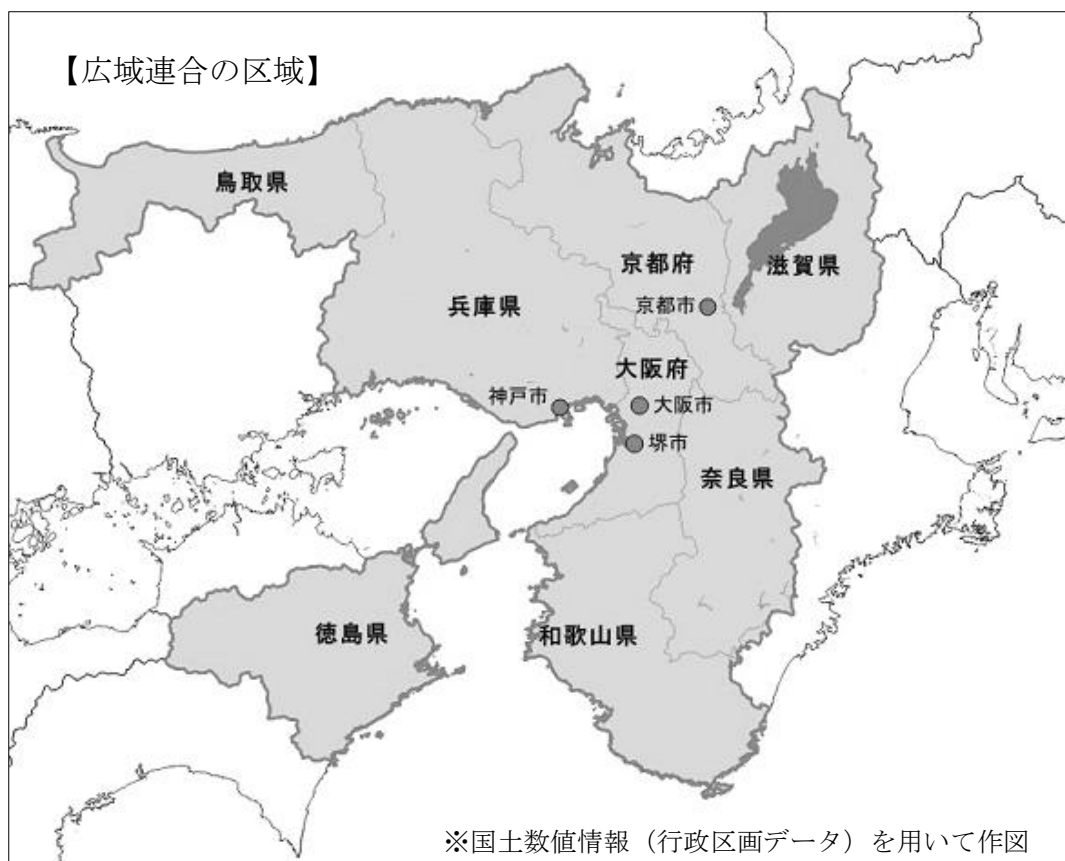 【広域連合の区域】
鳥取県
京都府
滋賀県
兵庫県
京都市
大阪府
神戸市
大阪市
堺市
奈良県
徳島県
和歌山県
※国土数値情報（行政区画データ）を用いて作図